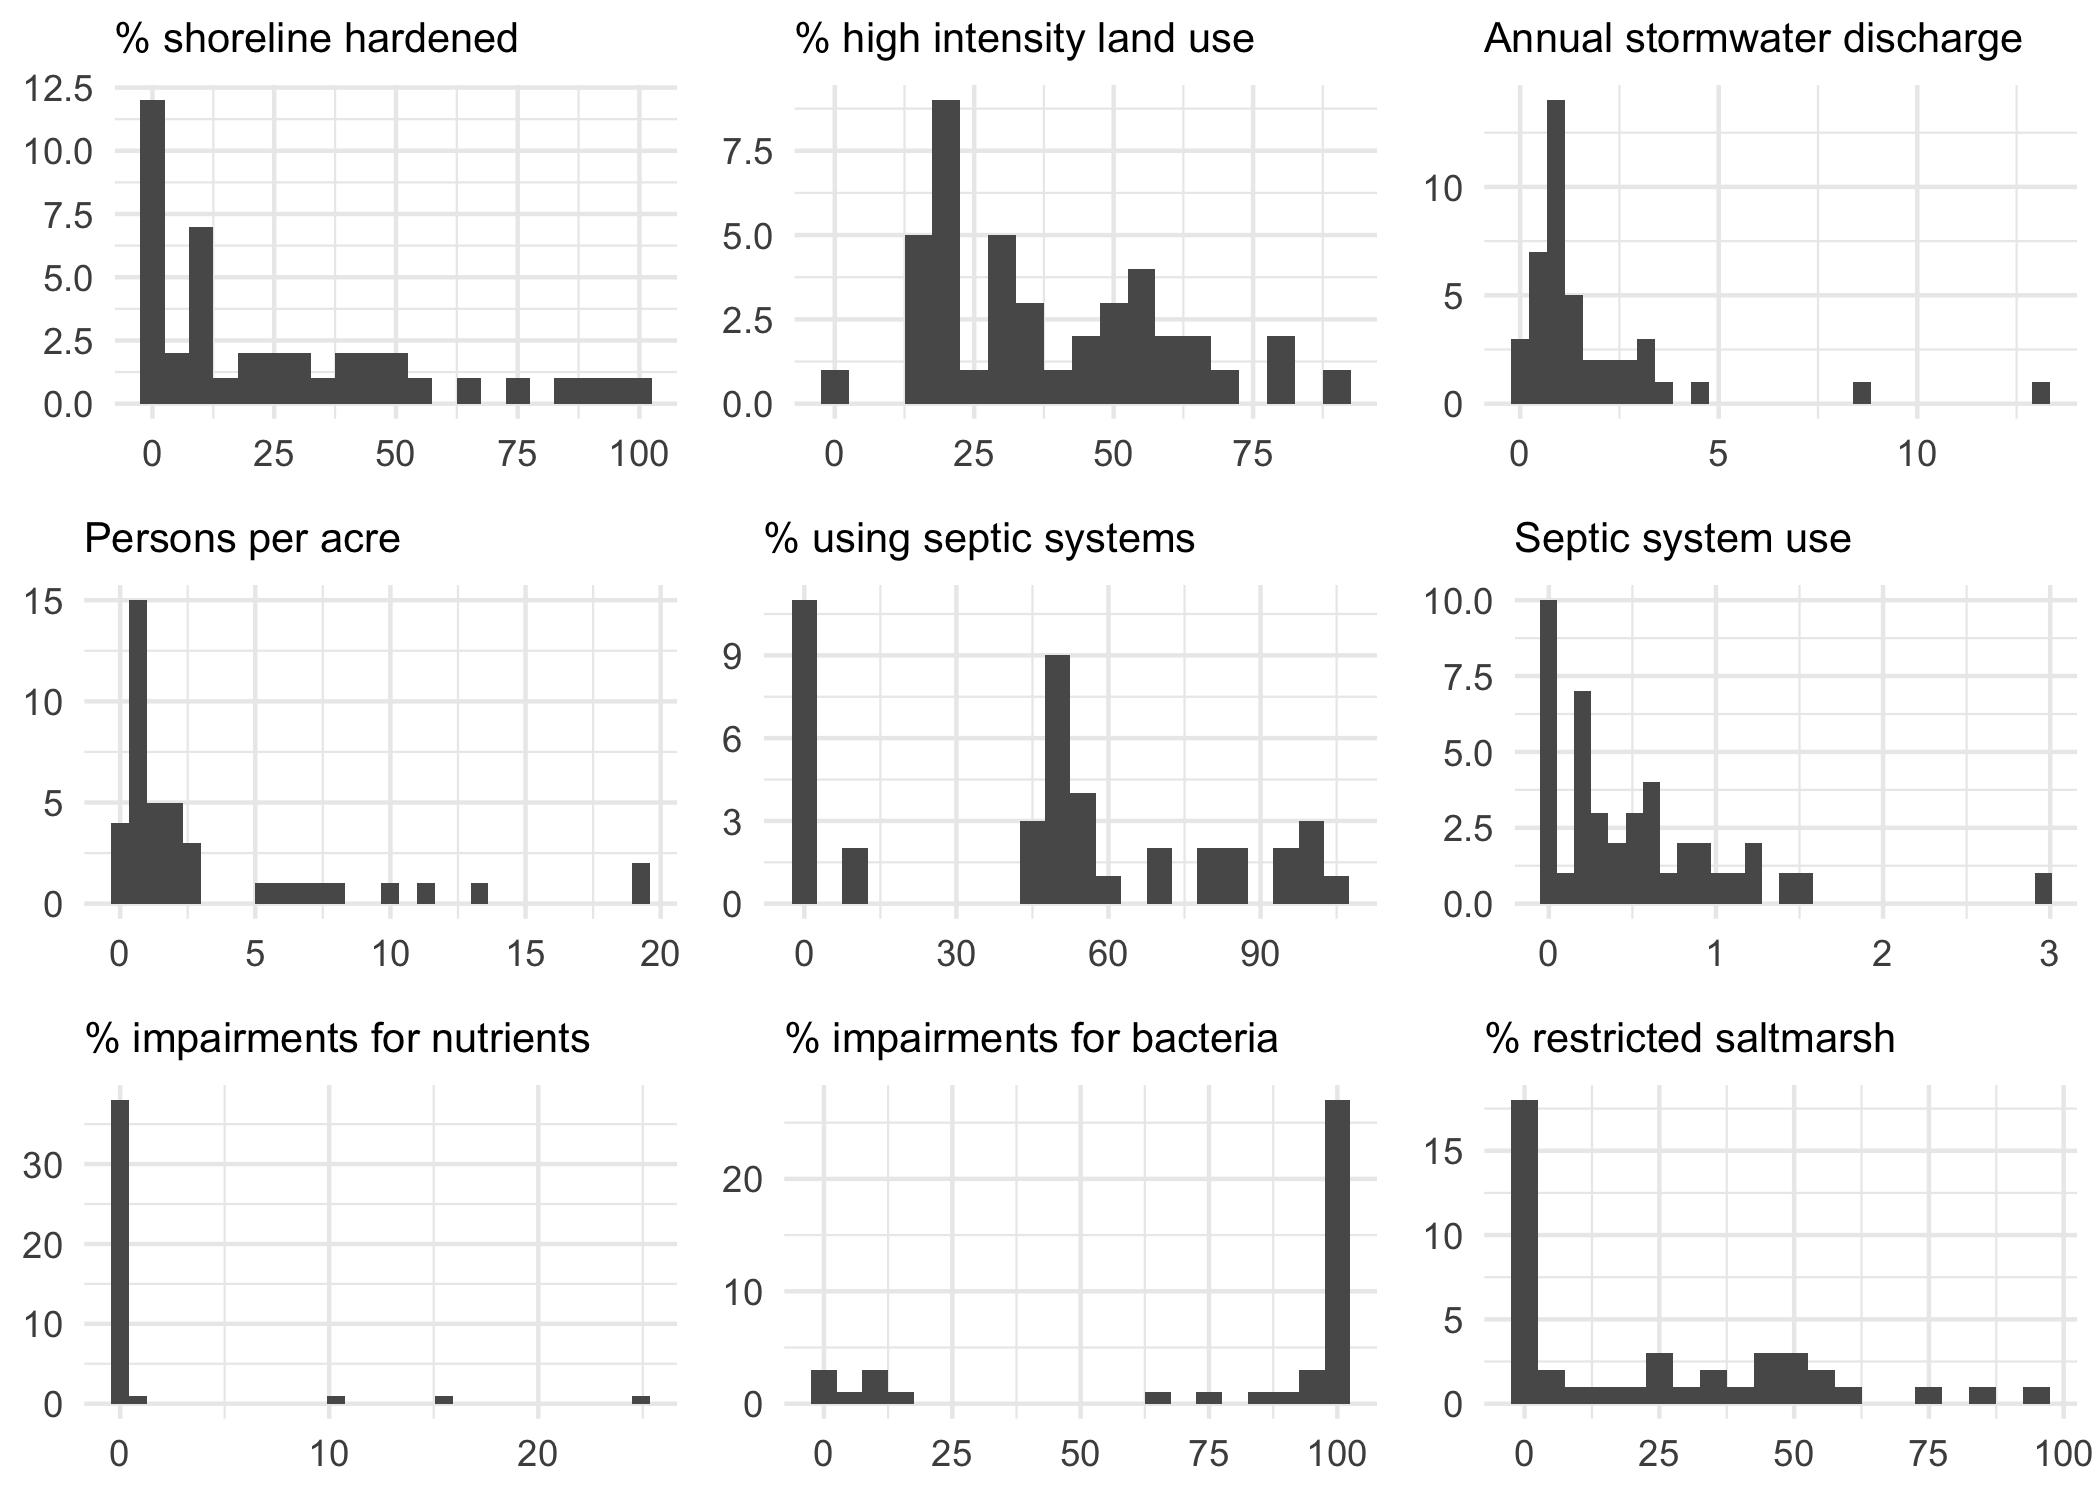 % shoreline hardened
12.5
10.0
7.5
5.0
2.5
0.0
0 25 50 75 100
% high intensity land use
7.5
5.0
2.5
0.0
0 25 50 75
Annual stormwater discharge
10
5
0
0 5 10
Persons per acre
15
10
5
0
0 5 10 15 20
% using septic systems
9
6
3
0
0 30 60 90
Septic system use
10.0
7.5
5.0
2.5
0.0
0 1 2 3
% impairments for nutrients
30
20
10
0
0 10 20
% impairments for bacteria
20
10
0
0 25 50 75 100
% restricted saltmarsh
15
10
5
0
0 25 50 75 100